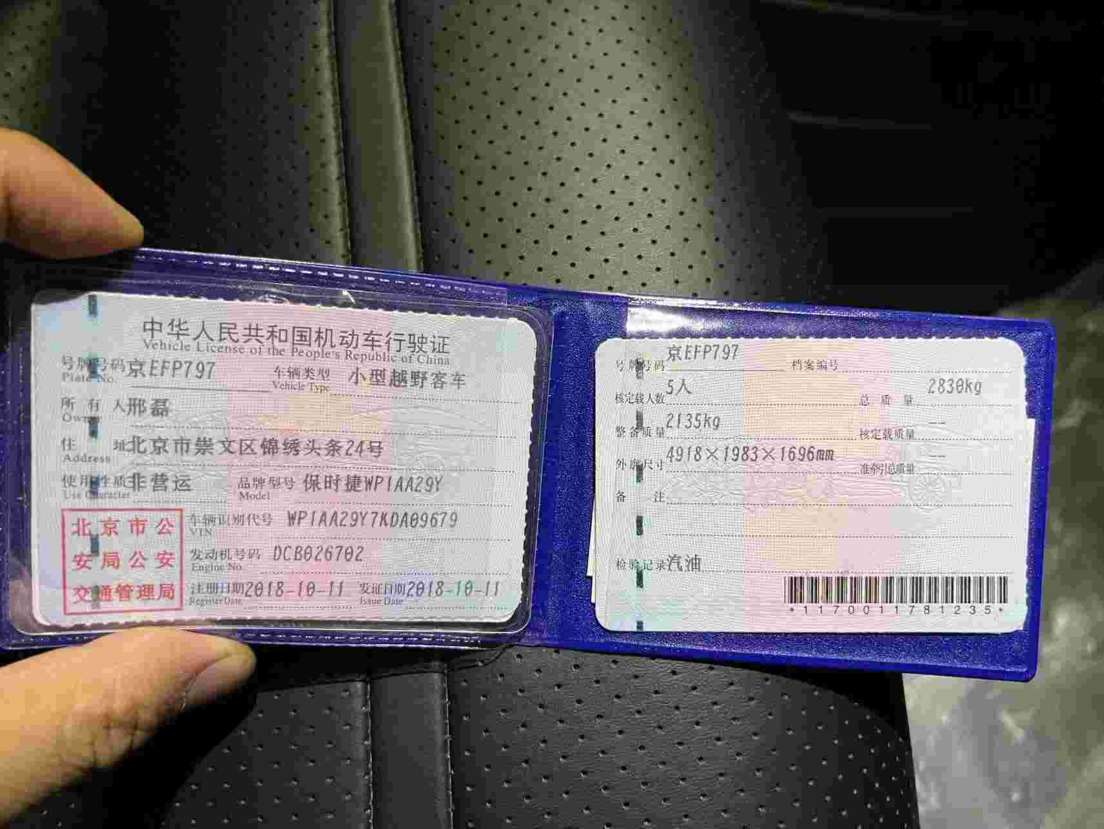 中华人民共和国机动车行驶证
Vehicle License of the People's Republic of China
号牌号码 京EFP797 车辆类型 小型越野客车
Plate No. Vehicle Type
所有人 邢磊
Owner
住址 北京市崇文区锦绣头条24号
Address
使用性质 非营运 品牌型号 保时捷WP1AA29Y
Use Character Model
北京市公
安局公安
交通管理局
车辆识别代号 WP1AA29Y7KDA09679
VIN
发动机号码 DCB026702
Engine No.
注册日期 2018-10-11 发证日期 2018-10-11
Register Date Issue Date
号牌号码 京EFP797 档案编号
核定载人数 5人 总质量 2830kg
整备质量 2135kg 核定载质量 --
外廓尺寸 4918×1983×1696mm 准牵引总质量 --
备注
检验记录 汽油
*1170011781235*